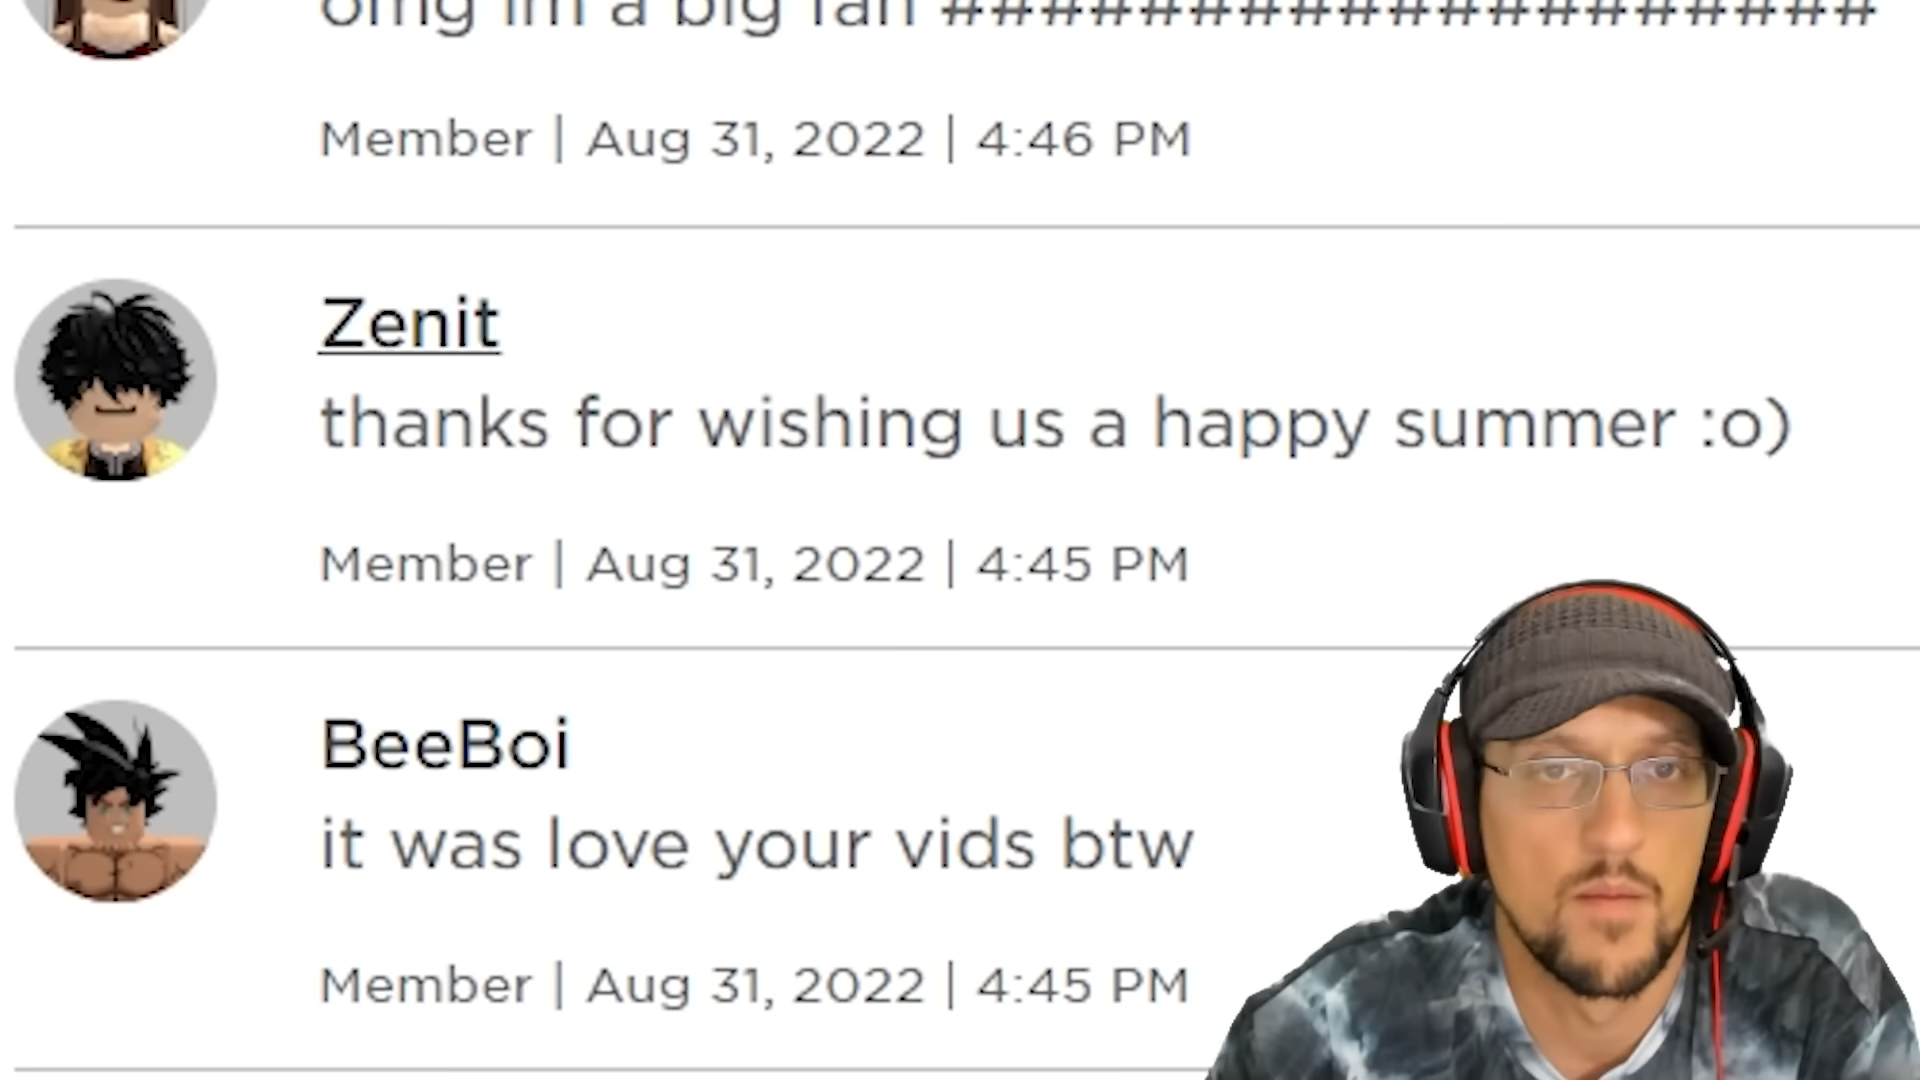 omg im a big fan ###################
Member | Aug 31, 2022 | 4:46 PM
Zenit
thanks for wishing us a happy summer :o)
Member | Aug 31, 2022 | 4:45 PM
BeeBoi
it was love your vids btw
Member | Aug 31, 2022 | 4:45 PM